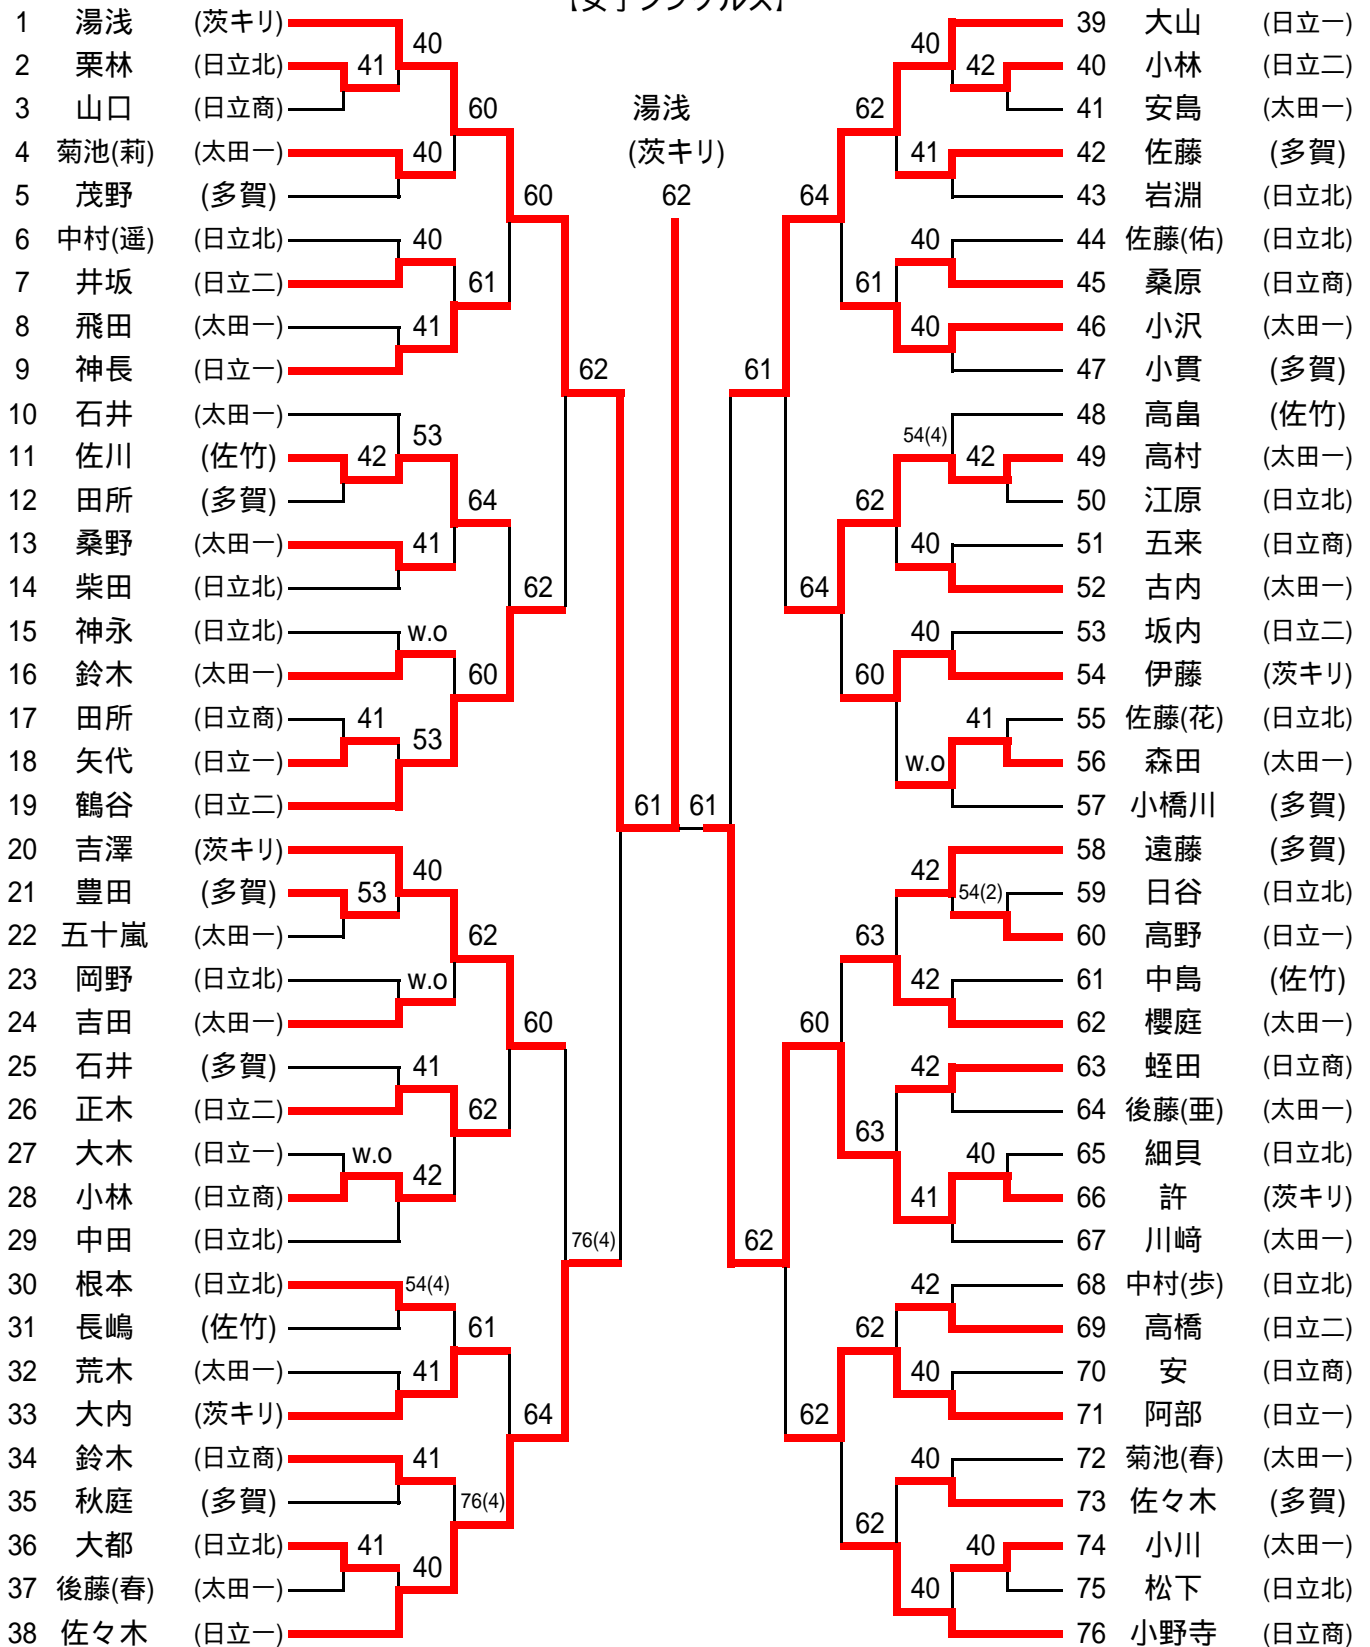 【女子シングルス】
1 湯浅 (茨キリ)
2 栗林 (日立北)
3 山口 (日立商)
4 菊池(莉) (太田一)
5 茂野 (多賀)
6 中村(遥) (日立北)
7 井坂 (日立二)
8 飛田 (太田一)
9 神長 (日立一)
10 石井 (太田一)
11 佐川 (佐竹)
12 田所 (多賀)
13 桑野 (太田一)
14 柴田 (日立北)
15 神永 (日立北)
16 鈴木 (太田一)
17 田所 (日立商)
18 矢代 (日立一)
19 鶴谷 (日立二)
20 吉澤 (茨キリ)
21 豊田 (多賀)
22 五十嵐 (太田一)
23 岡野 (日立北)
24 吉田 (太田一)
25 石井 (多賀)
26 正木 (日立二)
27 大木 (日立一)
28 小林 (日立商)
29 中田 (日立北)
30 根本 (日立北)
31 長嶋 (佐竹)
32 荒木 (太田一)
33 大内 (茨キリ)
34 鈴木 (日立商)
35 秋庭 (多賀)
36 大都 (日立北)
37 後藤(春) (太田一)
38 佐々木 (日立一)
41
42
41
53
w.o
41
40
40
40
41
53
41
w.o
53
40
w.o
41
42
54(4)
41
41
40
60
61
64
60
62
62
61
76(4)
60
62
60
64
62
76(4)
61
湯浅
(茨キリ)
62
61
61
62
64
64
60
62
62
61
62
60
63
63
62
62
40
41
40
40
54(4)
40
40
w.o
42
42
42
41
42
40
40
40
42
42
41
54(2)
40
40
39 大山 (日立一)
40 小林 (日立二)
41 安島 (太田一)
42 佐藤 (多賀)
43 岩淵 (日立北)
44 佐藤(佑) (日立北)
45 桑原 (日立商)
46 小沢 (太田一)
47 小貫 (多賀)
48 高畠 (佐竹)
49 高村 (太田一)
50 江原 (日立北)
51 五来 (日立商)
52 古内 (太田一)
53 坂内 (日立二)
54 伊藤 (茨キリ)
55 佐藤(花) (日立北)
56 森田 (太田一)
57 小橋川 (多賀)
58 遠藤 (多賀)
59 日谷 (日立北)
60 高野 (日立一)
61 中島 (佐竹)
62 櫻庭 (太田一)
63 蛭田 (日立商)
64 後藤(亜) (太田一)
65 細貝 (日立北)
66 許 (茨キリ)
67 川﨑 (太田一)
68 中村(歩) (日立北)
69 高橋 (日立二)
70 安 (日立商)
71 阿部 (日立一)
72 菊池(春) (太田一)
73 佐々木 (多賀)
74 小川 (太田一)
75 松下 (日立北)
76 小野寺 (日立商)